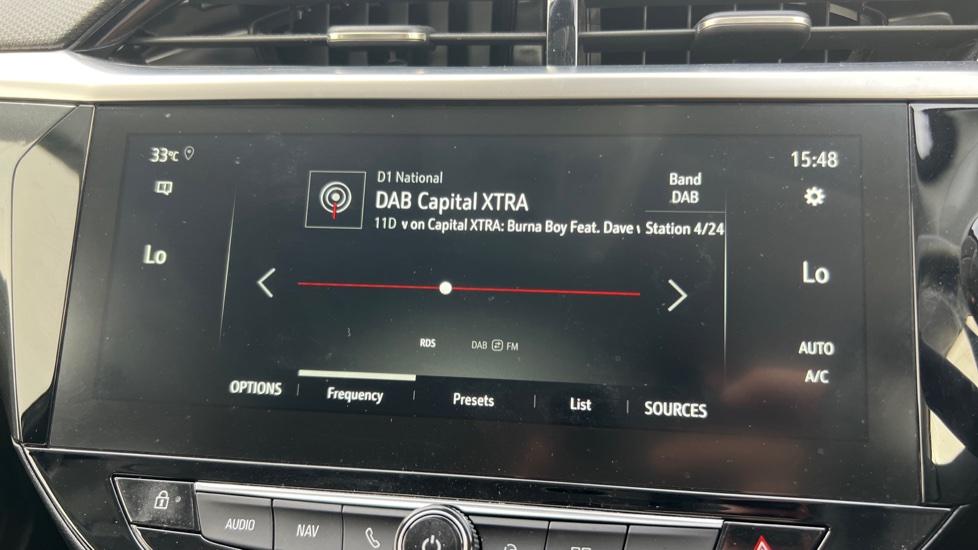 33°C
15:48
D1 National
DAB Capital XTRA
11D v on Capital XTRA: Burna Boy Feat. Dave
Band
DAB
Station 4/24
Lo
Lo
RDS
DAB FM
AUTO
A/C
OPTIONS
Frequency
Presets
List
SOURCES
AUDIO
NAV